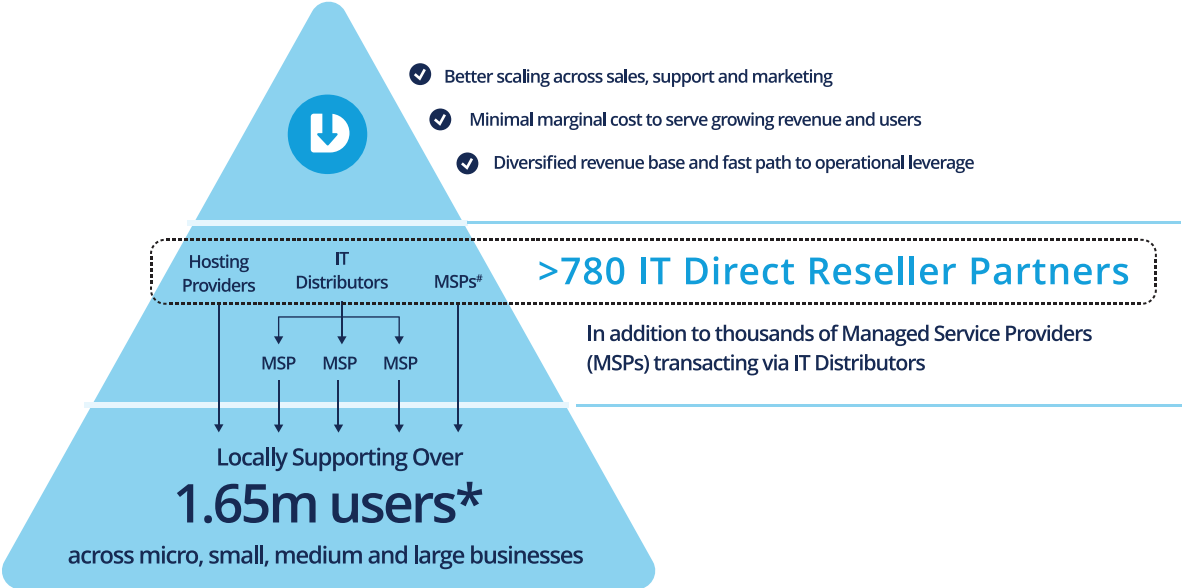 Better scaling across sales, support and marketing
Minimal marginal cost to serve growing revenue and users
Diversified revenue base and fast path to operational leverage
Hosting
Providers
IT
Distributors
MSPs#
>780 IT Direct Reseller Partners
In addition to thousands of Managed Service Providers
(MSPs) transacting via IT Distributors
MSP
MSP
MSP
Locally Supporting Over
1.65m users*
across micro, small, medium and large businesses